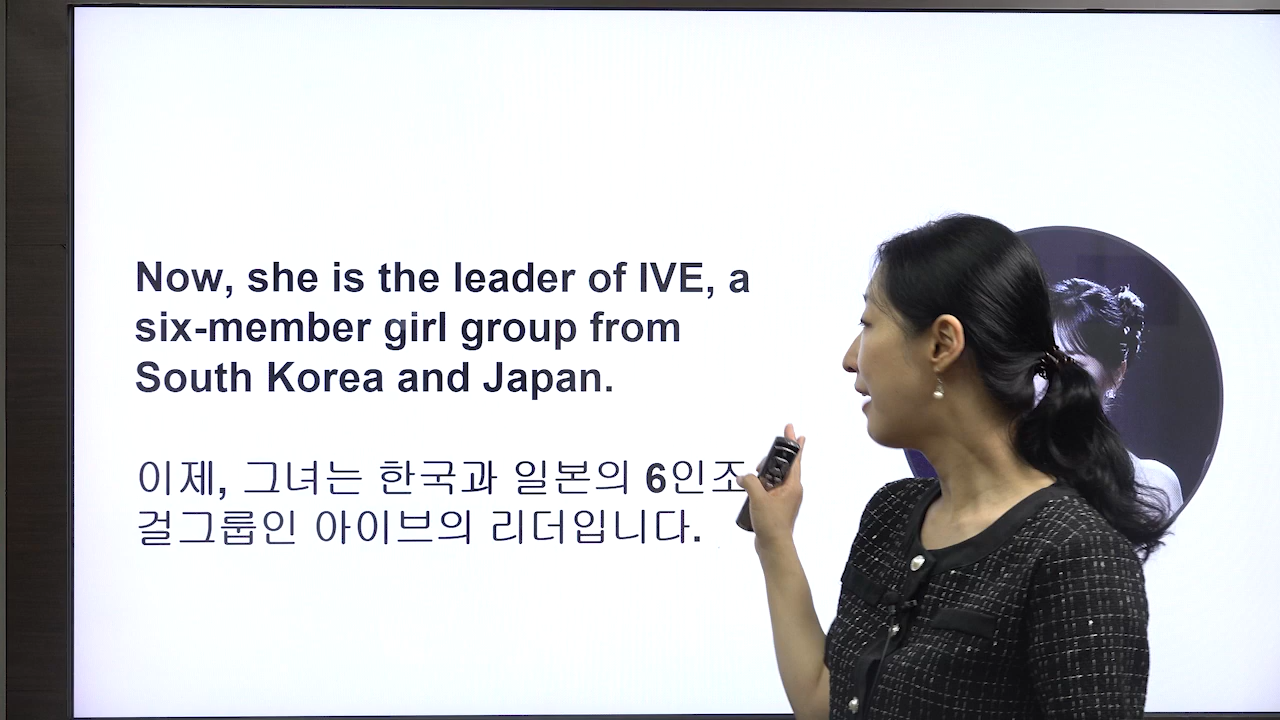 Now, she is the leader of IVE, a
six-member girl group from
South Korea and Japan.
이제, 그녀는 한국과 일본의 6인조
걸그룹인 아이브의 리더입니다.